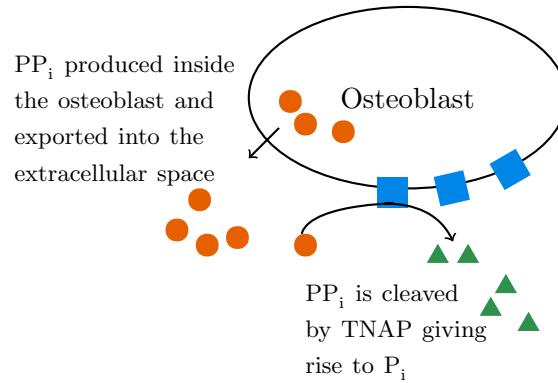 PPi produced inside
the osteoblast and
exported into the
extracellular space
Osteoblast
PPi is cleaved
by TNAP giving
rise to Pi